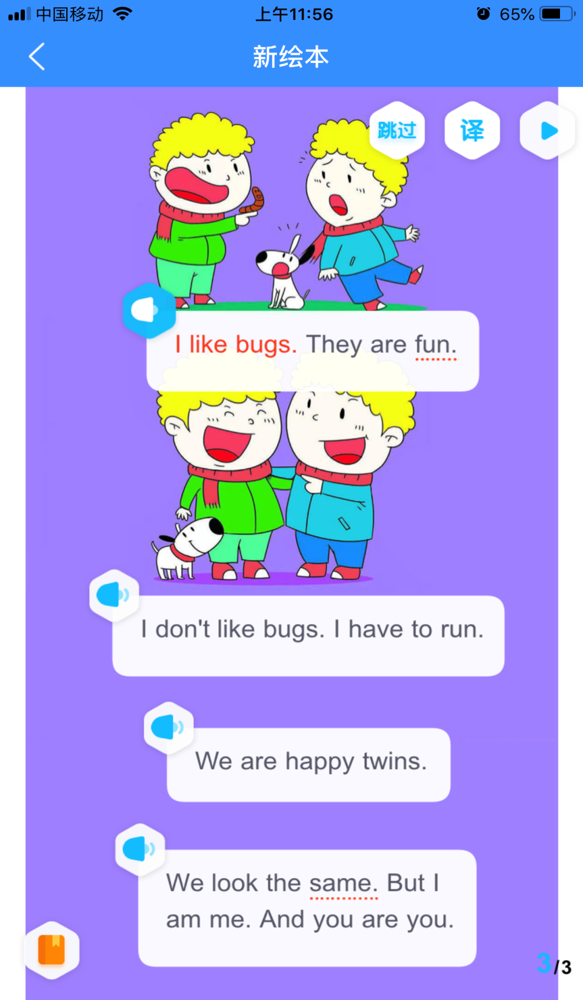 中国移动
上午11:56
65%
新绘本
跳过
译
I like bugs. They are fun.
I don't like bugs. I have to run.
We are happy twins.
We look the same. But I
am me. And you are you.
3/3